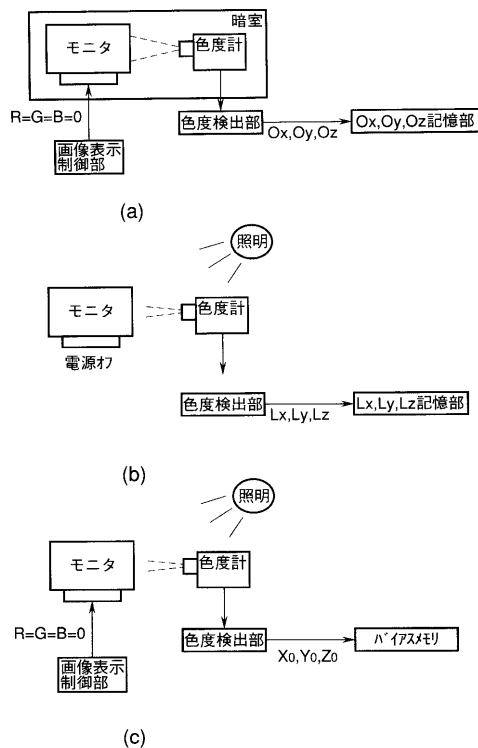 暗室
モニタ
色度計
R=G=B=0
画像表示
制御部
色度検出部
Ox,Oy,Oz
Ox,Oy,Oz記憶部
(a)
照明
モニタ
色度計
電源オフ
色度検出部
Lx,Ly,Lz
Lx,Ly,Lz記憶部
(b)
照明
モニタ
色度計
R=G=B=0
画像表示
制御部
色度検出部
X0,Y0,Z0
バイアスメモリ
(c)